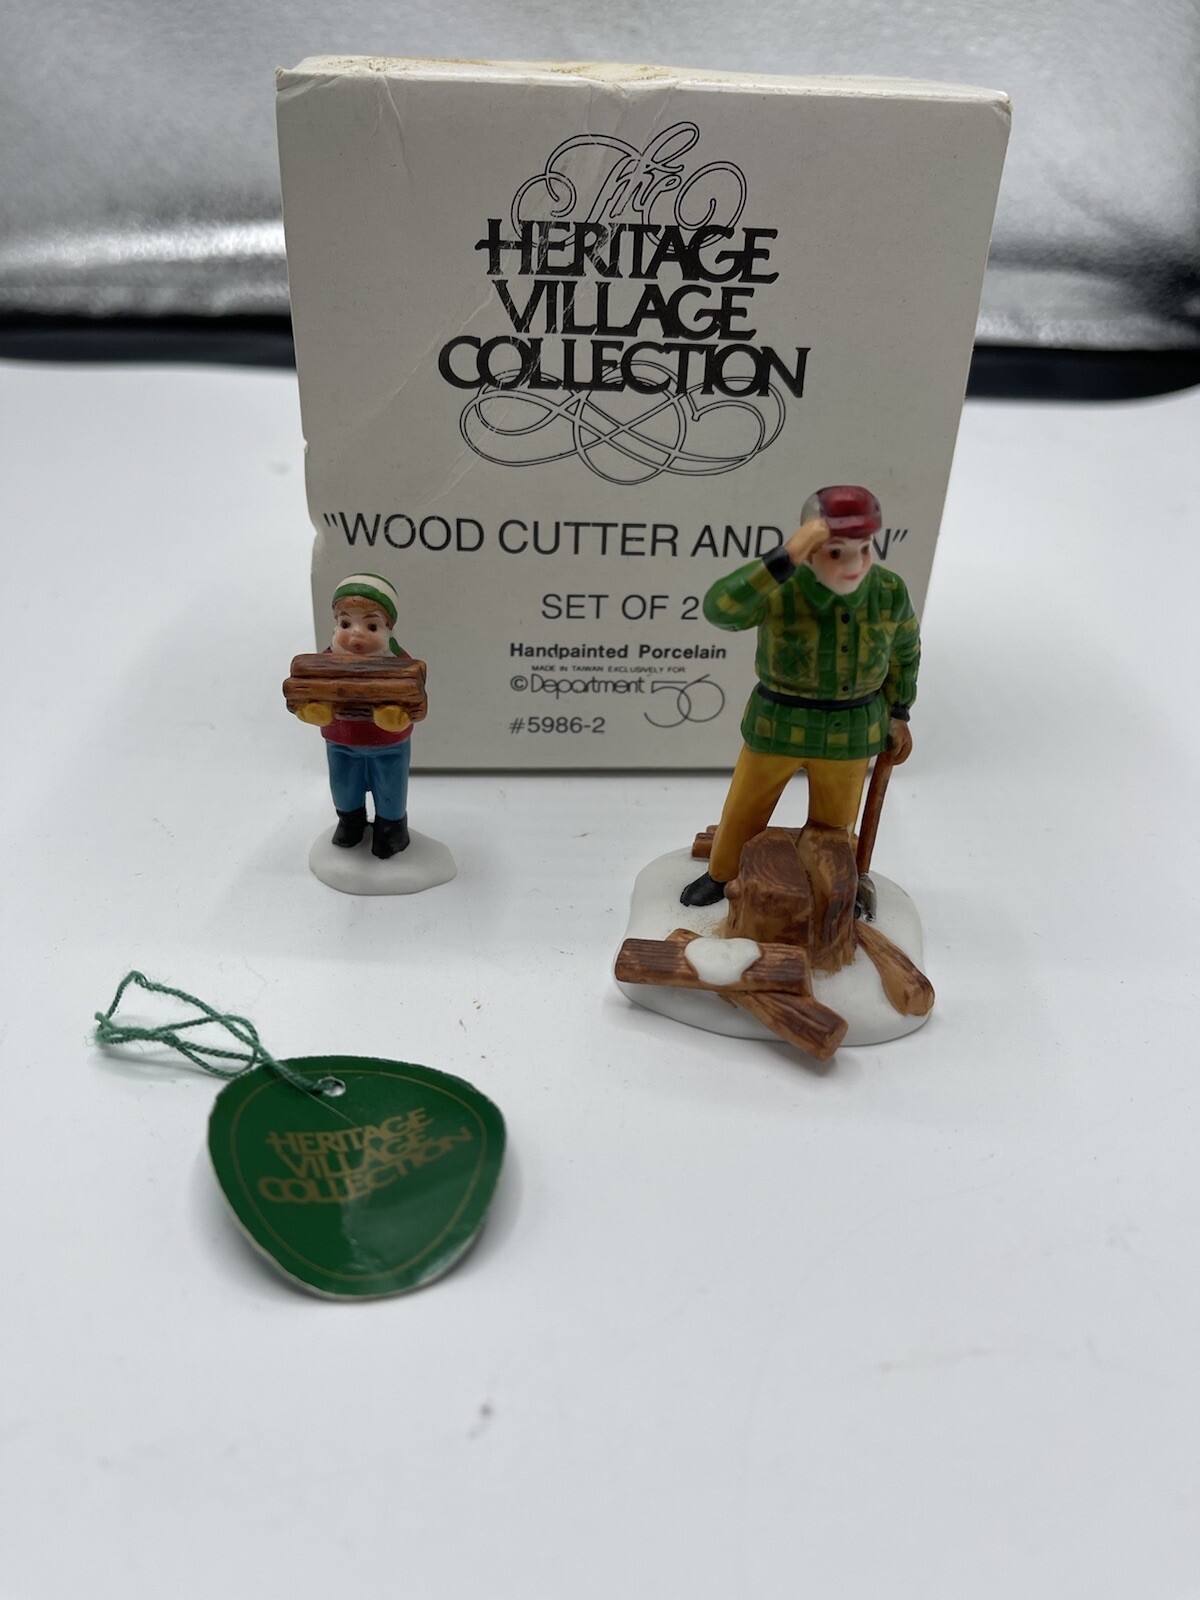 The
HERITAGE
VILLAGE
COLLECTION
"WOOD CUTTER AND N"
SET OF 2
Handpainted Porcelain
MADE IN TAIWAN EXCLUSIVELY FOR
©Department 56
#5986-2
HERITAGE
VILLAGE
COLLECTION